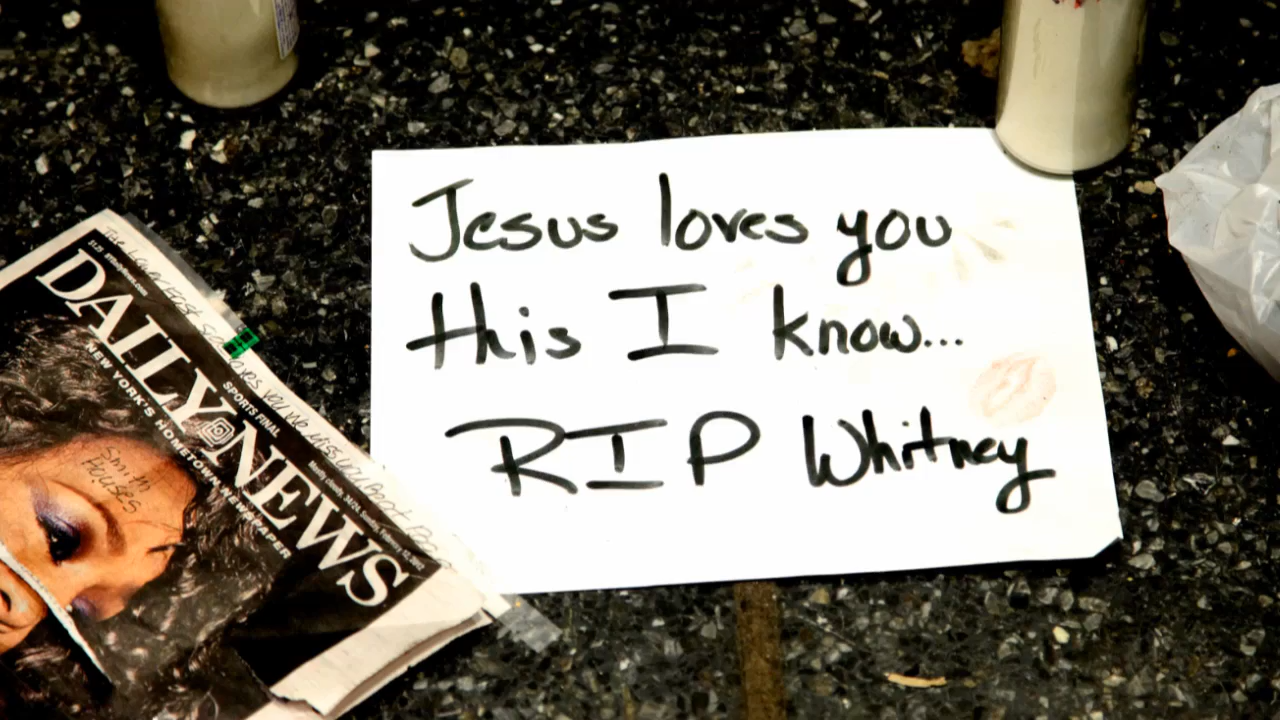 Jesus loves you
this I know...
RIP Whitney
DAILY NEWS
NEW YORK'S HOMETOWN NEWSPAPER
SPORTS FINAL
Smith
Houses